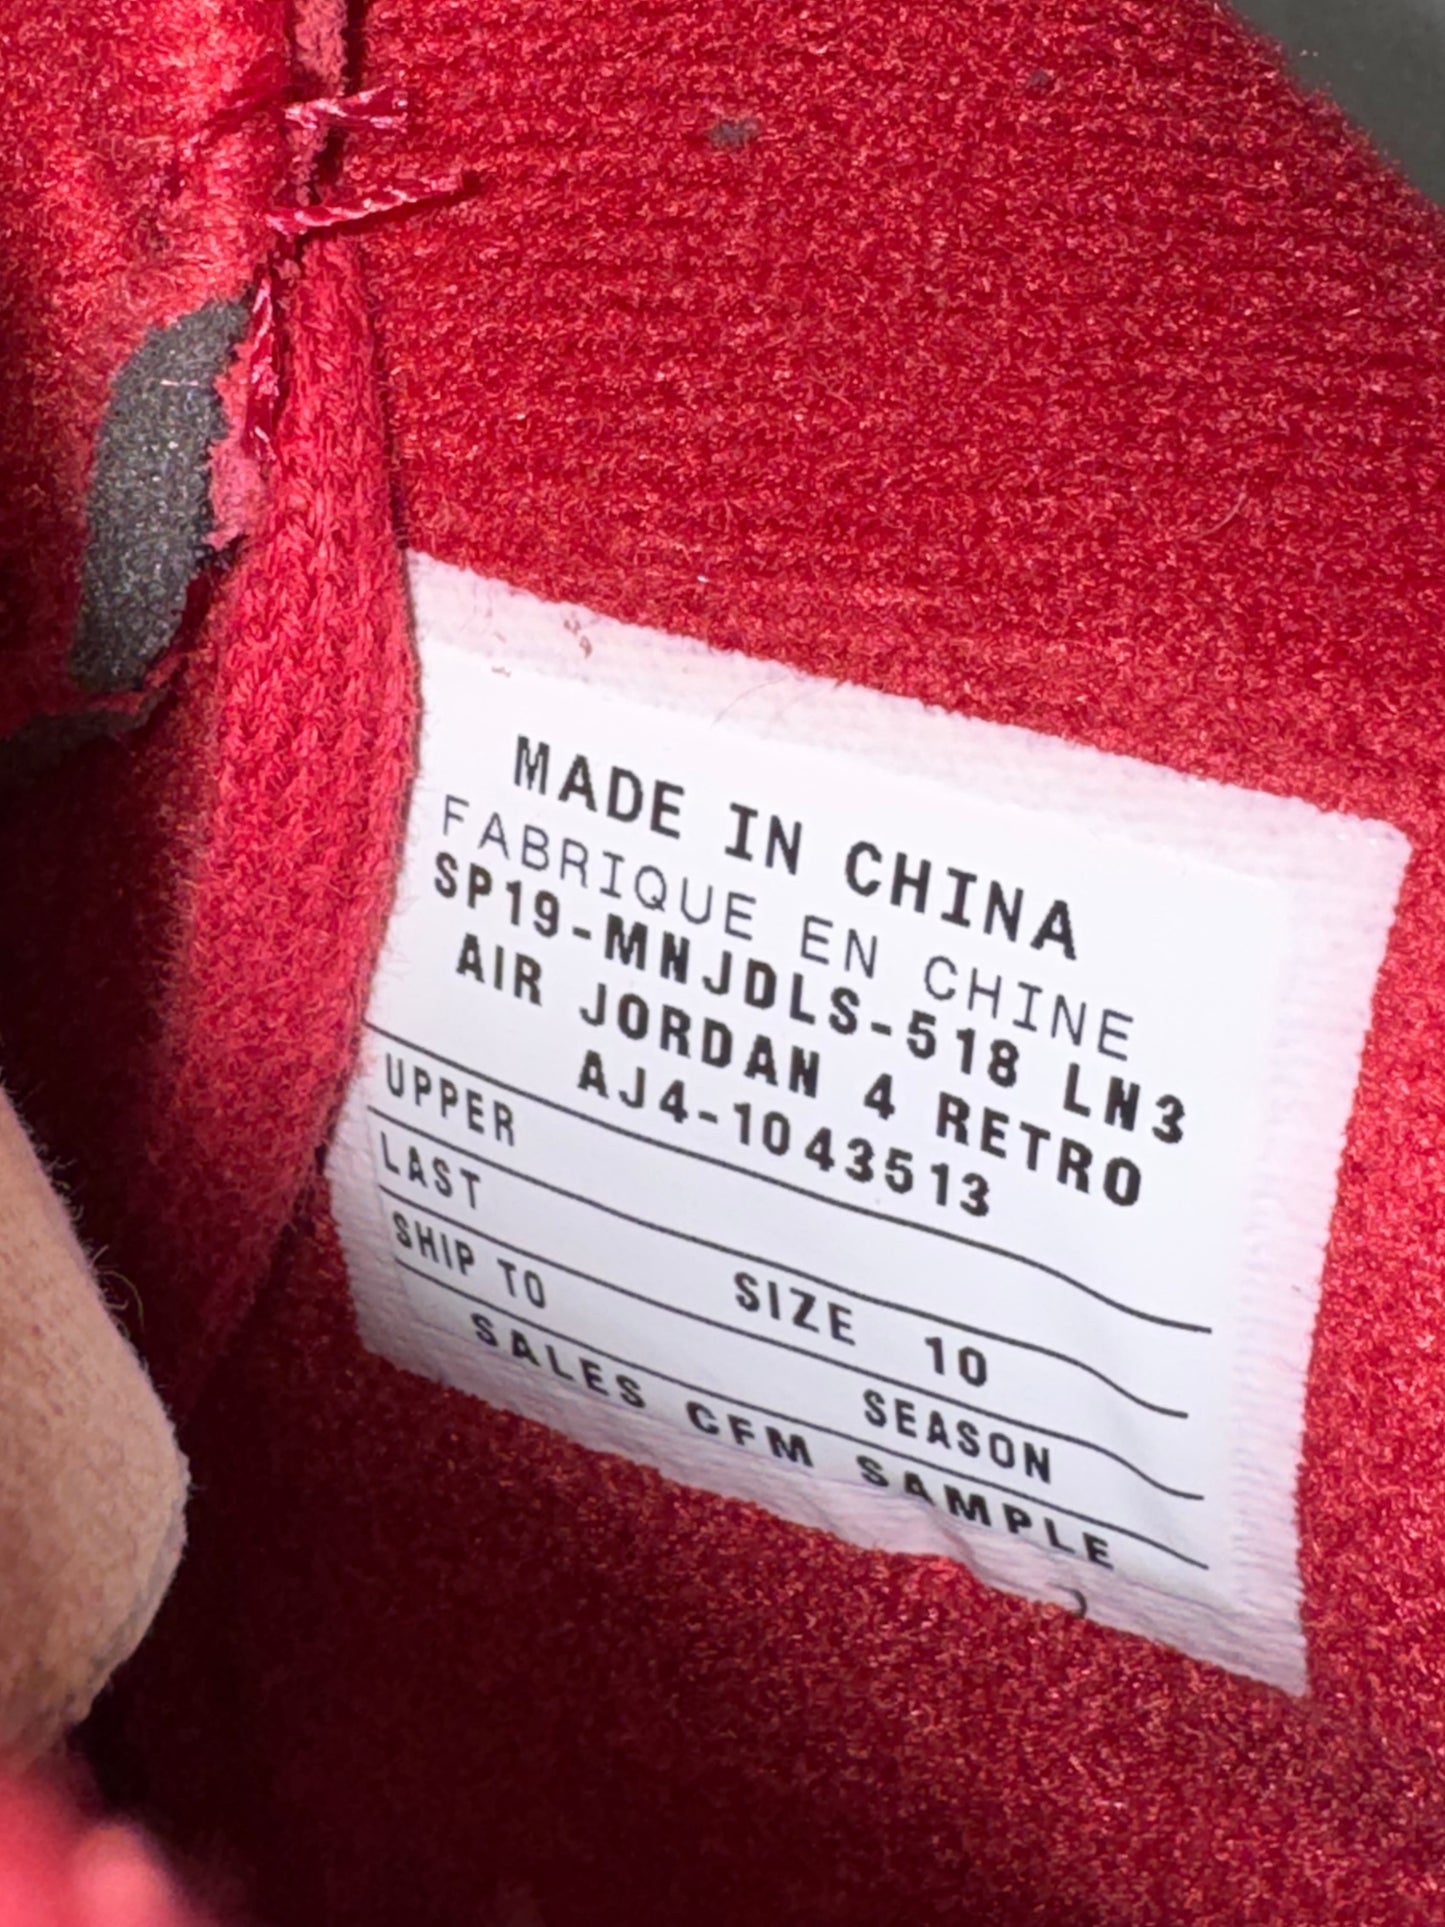 MADE IN CHINA
FABRIQUE EN CHINE
SP19-MNJDLS-518 LN3
AIR JORDAN 4 RETRO
AJ4-1043513
UPPER
LAST SIZE 10
SHIP TO SEASON
SALES CFM SAMPLE